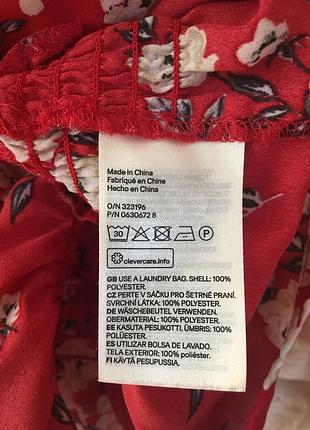 Made in China
Fabriqué en Chine
Hecho en China
O/N 323196
P/N 0630672 8
30 P
clevercare.info
GB USE A LAUNDRY BAG. SHELL: 100%
POLYESTER
CZ PERTE V SÁČKU PRO ŠETRNÉ PRANÍ.
SVRCHNÍ LÁTKA: 100% POLYESTER
DE WÄSCHEBEUTEL VERWENDEN.
OBERMATERIAL: 100% POLYESTER
EE KASUTA PESUKOTTI. ÜMBRIS: 100%
POLÜESTER
ES UTILIZAR BOLSA DE LAVADO.
TELA EXTERIOR: 100% poliéster.
FI KÄYTÄ PESUPUSSIA.